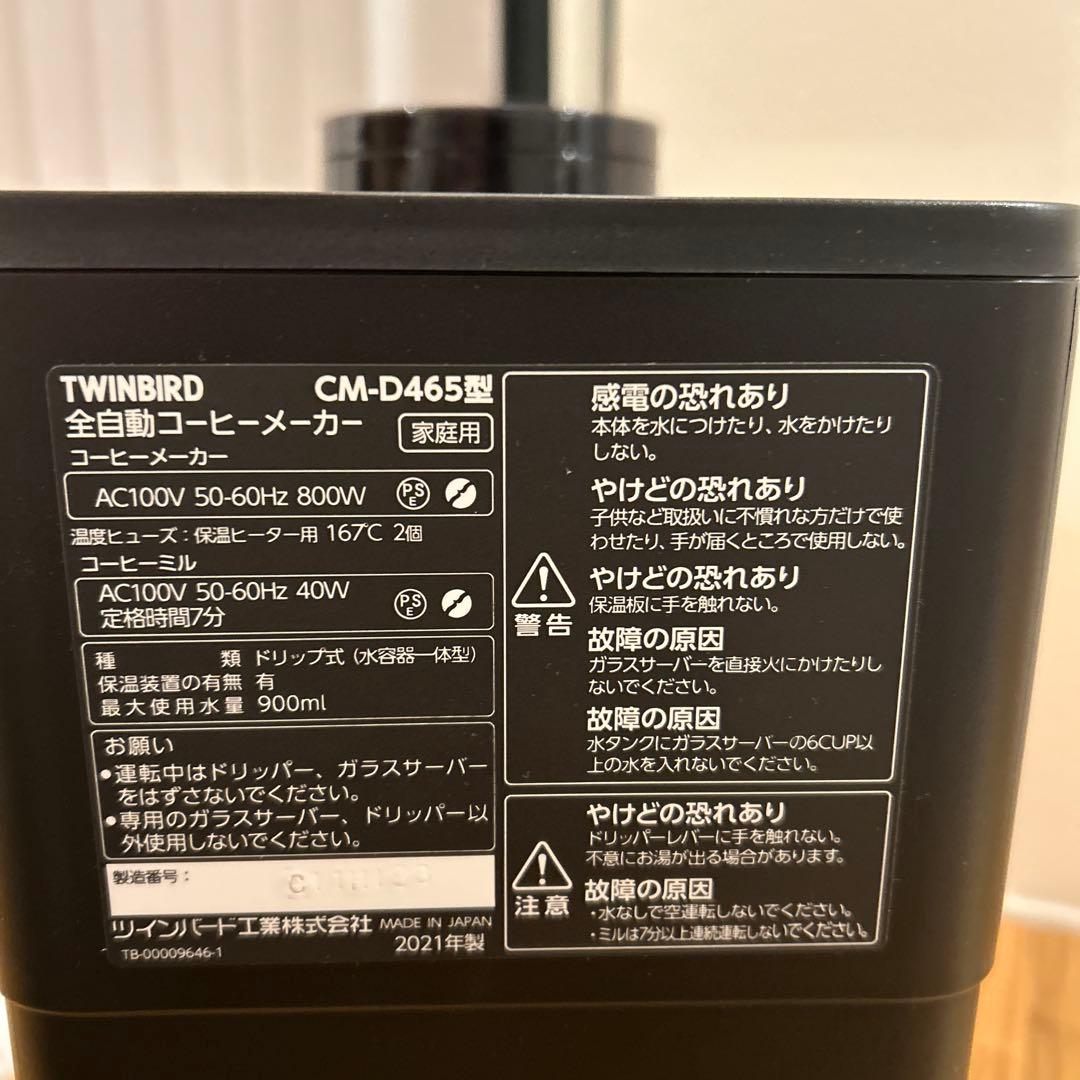 TWINBIRD CM-D465型
全自動コーヒーメーカー 家庭用
コーヒーメーカー
AC100V 50-60Hz 800W PSE
温度ヒューズ：保温ヒーター用 167℃ 2個
コーヒーミル
AC100V 50-60Hz 40W
定格時間7分 PSE
種類 ドリップ式（水容器一体型）
保温装置の有無 有
最大使用水量 900ml
お願い
●運転中はドリッパー、ガラスサーバー
をはずさないでください。
●専用のガラスサーバー、ドリッパー以
外使用しないでください。
製造番号：
ツインバード工業株式会社 MADE IN JAPAN
2021年製
TB-00009646-1
警告
感電の恐れあり
本体を水につけたり、水をかけたり
しない。
やけどの恐れあり
子供など取扱いに不慣れな方だけで使
わせたり、手が届くところで使用しない。
やけどの恐れあり
保温板に手を触れない。
故障の原因
ガラスサーバーを直接火にかけたりし
ないでください。
故障の原因
水タンクにガラスサーバーの6CUP以
上の水を入れないでください。
注意
やけどの恐れあり
ドリッパーレバーに手を触れない。
不意にお湯が出る場合があります。
故障の原因
・水なしで空運転しないでください。
・ミルは7分以上連続運転しないでください。